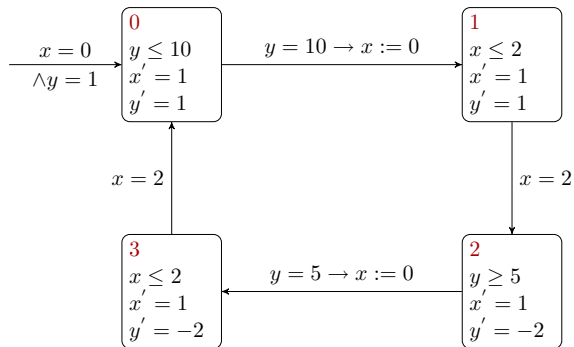 x = 0
∧y = 1
0
y ≤ 10
x′ = 1
y′ = 1
y = 10 → x := 0
1
x ≤ 2
x′ = 1
y′ = 1
x = 2
x = 2
3
x ≤ 2
x′ = 1
y′ = −2
y = 5 → x := 0
2
y ≥ 5
x′ = 1
y′ = −2